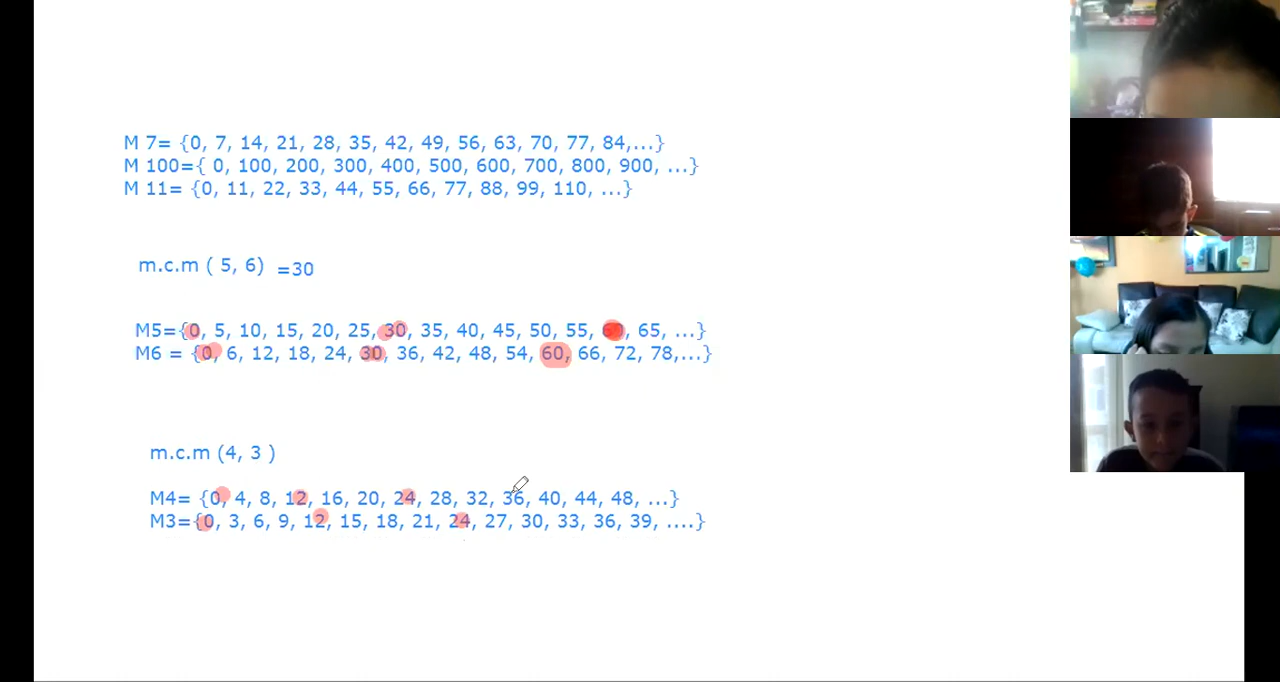 M 7= {0, 7, 14, 21, 28, 35, 42, 49, 56, 63, 70, 77, 84,...}
M 100={ 0, 100, 200, 300, 400, 500, 600, 700, 800, 900, ...}
M 11= {0, 11, 22, 33, 44, 55, 66, 77, 88, 99, 110, ...}
m.c.m ( 5, 6) =30
M5={0, 5, 10, 15, 20, 25, 30, 35, 40, 45, 50, 55, 60, 65, ...}
M6 = {0, 6, 12, 18, 24, 30, 36, 42, 48, 54, 60, 66, 72, 78,...}
m.c.m (4, 3 )
M4= {0, 4, 8, 12, 16, 20, 24, 28, 32, 36, 40, 44, 48, ...}
M3={0, 3, 6, 9, 12, 15, 18, 21, 24, 27, 30, 33, 36, 39, ....}